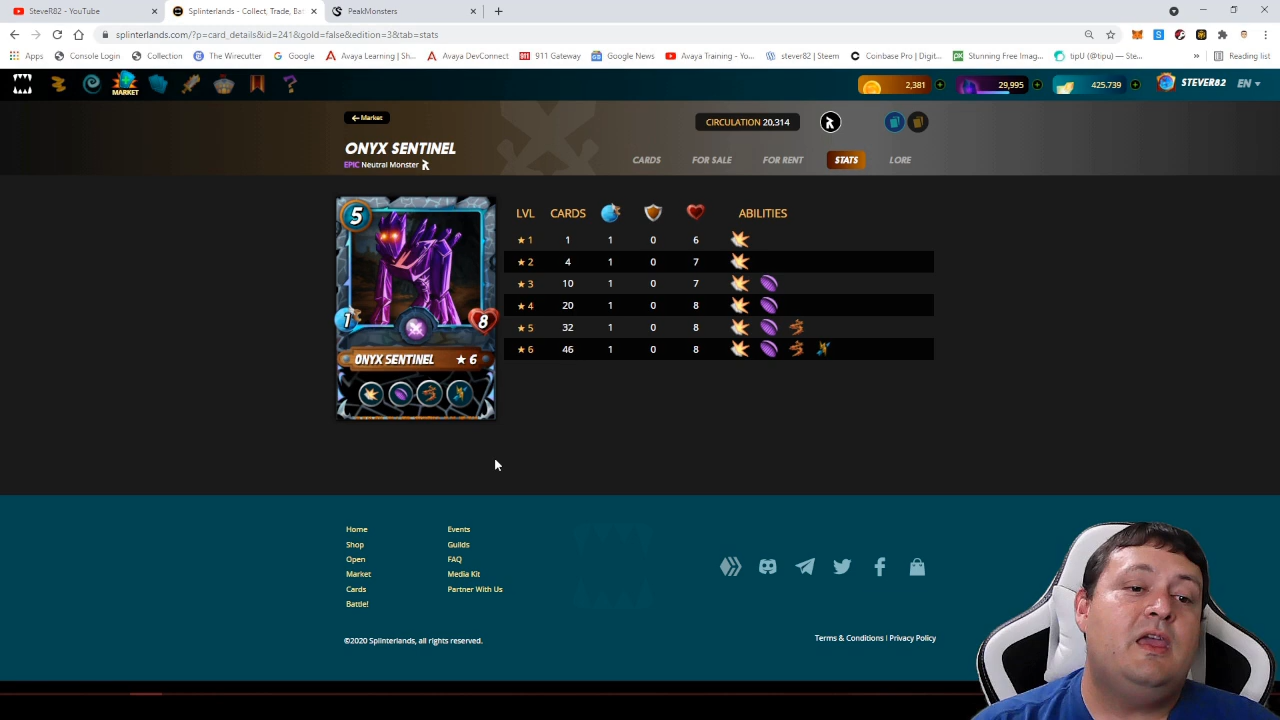 SteveR82 - YouTube
Splinterlands - Collect, Trade, Bat
PeakMonsters
splinterlands.com/?p=card_details&id=241&gold=false&edition=3&tab=stats
Apps
Console Login
Collection
The Wirecutter
Google
Avaya Learning | Sh...
Avaya DevConnect
911 Gateway
Google News
Avaya Training - Yo...
stever82 | Steem
Coinbase Pro | Digit...
Stunning Free Imag...
tipU (@tipu) — Ste...
»
Reading list
MARKET
2,381
29,995
425.739
STEVER82
EN
Market
CIRCULATION 20,314
ONYX SENTINEL
EPIC Neutral Monster
CARDS
FOR SALE
FOR RENT
STATS
LORE
5
1
8
ONYX SENTINEL ★ 6
LVL CARDS ABILITIES
★ 1 1 1 0 6
★ 2 4 1 0 7
★ 3 10 1 0 7
★ 4 20 1 0 8
★ 5 32 1 0 8
★ 6 46 1 0 8
Home
Shop
Open
Market
Cards
Battle!
Events
Guilds
FAQ
Media Kit
Partner With Us
©2020 Splinterlands, all rights reserved.
Terms & Conditions | Privacy Policy